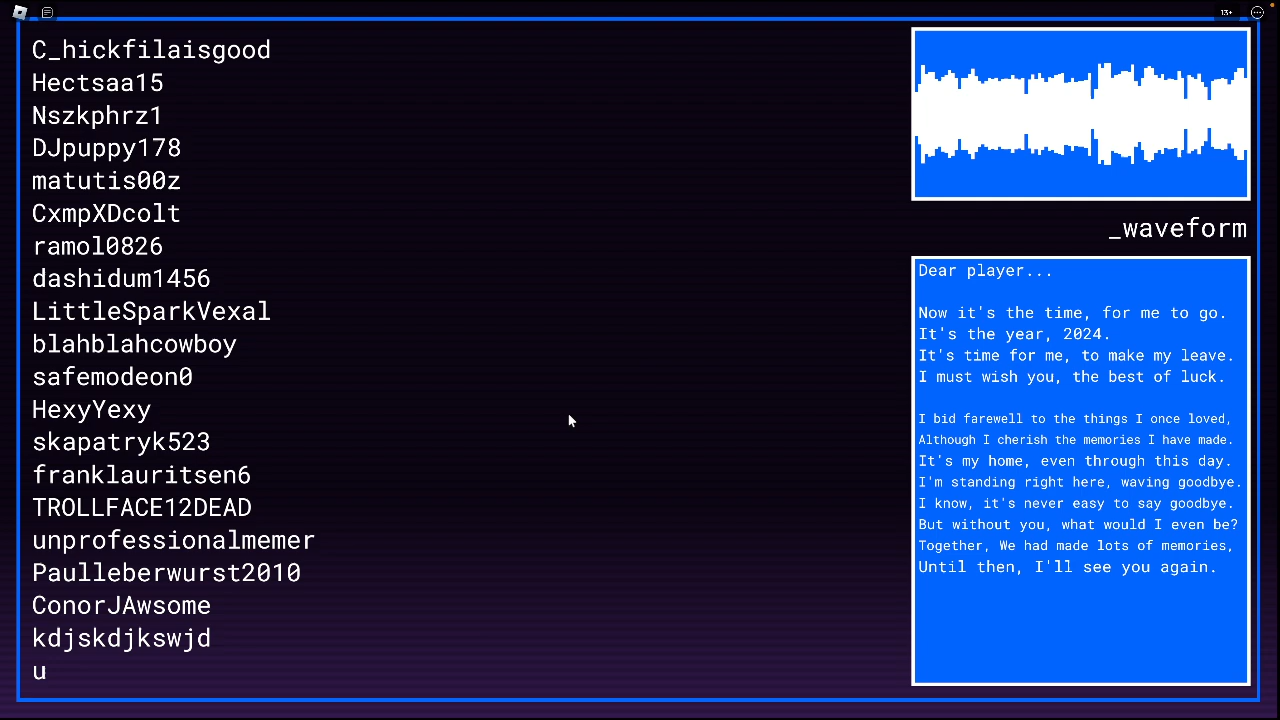 13+
C_hickfilaisgood
Hectsaa15
Nszkphrz1
DJpuppy178
matutis00z
CxmpXDcolt
ramol0826
dashidum1456
LittleSparkVexal
blahblahcowboy
safemodeon0
HexyYexy
skapatryk523
franklauritsen6
TROLLFACE12DEAD
unprofessionalmemer
Paulleberwurst2010
ConorJAwsome
kdjskdjkswjd
u
_waveform
Dear player...
Now it's the time, for me to go.
It's the year, 2024.
It's time for me, to make my leave.
I must wish you, the best of luck.
I bid farewell to the things I once loved,
Although I cherish the memories I have made.
It's my home, even through this day.
I'm standing right here, waving goodbye.
I know, it's never easy to say goodbye.
But without you, what would I even be?
Together, We had made lots of memories,
Until then, I'll see you again.